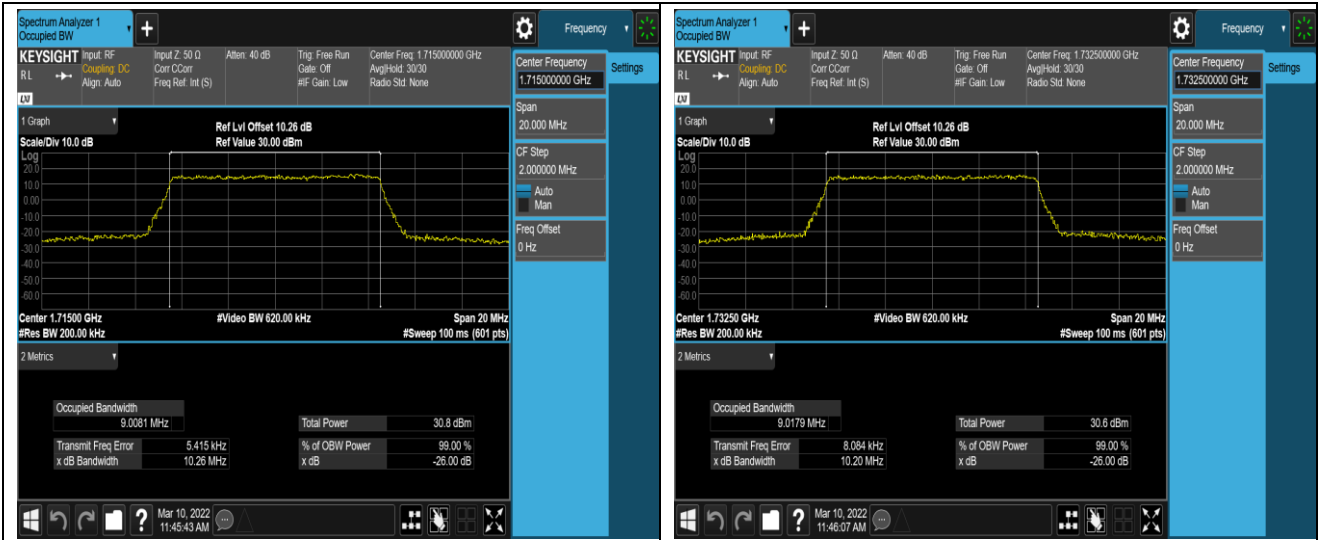 Spectrum Analyzer 1
Occupied BW
+
Frequency
KEYSIGHT Input: RF Input Z: 50 Ω Atten: 40 dB Trig: Free Run Center Freq: 1.715000000 GHz
RL Coupling: DC Corr CCorr Gate: Off Avg|Hold: 30/30
Align: Auto Freq Ref: Int (S) #IF Gain: Low Radio Std: None
LXI
Center Frequency
1.715000000 GHz
Settings
Span
20.000 MHz
CF Step
2.000000 MHz
Auto
Man
Freq Offset
0 Hz
1 Graph
Ref Lvl Offset 10.26 dB
Scale/Div 10.0 dB Ref Value 30.00 dBm
Log
20.0
10.0
0.00
-10.0
-20.0
-30.0
-40.0
-50.0
-60.0
Center 1.71500 GHz #Video BW 620.00 kHz Span 20 MHz
#Res BW 200.00 kHz #Sweep 100 ms (601 pts)
2 Metrics
Occupied Bandwidth
9.0081 MHz Total Power 30.8 dBm
Transmit Freq Error 5.415 kHz % of OBW Power 99.00 %
x dB Bandwidth 10.26 MHz x dB -26.00 dB
?
Mar 10, 2022
11:45:43 AM
Spectrum Analyzer 1
Occupied BW
+
Frequency
KEYSIGHT Input: RF Input Z: 50 Ω Atten: 40 dB Trig: Free Run Center Freq: 1.732500000 GHz
RL Coupling: DC Corr CCorr Gate: Off Avg|Hold: 30/30
Align: Auto Freq Ref: Int (S) #IF Gain: Low Radio Std: None
LXI
Center Frequency
1.732500000 GHz
Settings
Span
20.000 MHz
CF Step
2.000000 MHz
Auto
Man
Freq Offset
0 Hz
1 Graph
Ref Lvl Offset 10.26 dB
Scale/Div 10.0 dB Ref Value 30.00 dBm
Log
20.0
10.0
0.00
-10.0
-20.0
-30.0
-40.0
-50.0
-60.0
Center 1.73250 GHz #Video BW 620.00 kHz Span 20 MHz
#Res BW 200.00 kHz #Sweep 100 ms (601 pts)
2 Metrics
Occupied Bandwidth
9.0179 MHz Total Power 30.6 dBm
Transmit Freq Error 8.084 kHz % of OBW Power 99.00 %
x dB Bandwidth 10.20 MHz x dB -26.00 dB
?
Mar 10, 2022
11:46:07 AM